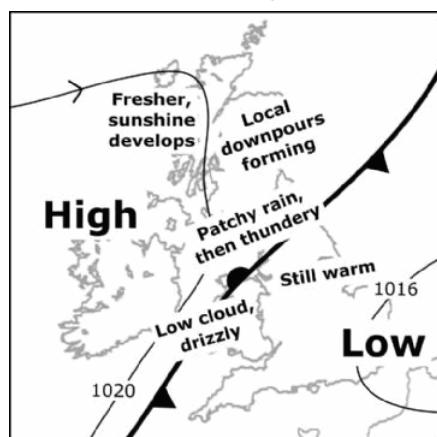 Fresher,
sunshine
develops
Local
downpours
forming
High
Patchy rain,
then thundery
Still warm
1016
Low cloud,
drizzly
Low
1020